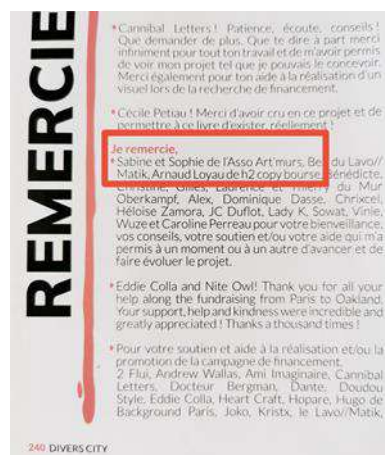 REMERCIE
*Cannibal Letters ! Patience, écoute, conseils !
Que demander de plus. Que te dire à part merci
infiniment pour tout ton travail et de m'avoir permis
de voir mon projet tel que je pouvais le concevoir.
Merci également pour ton aide à la réalisation d'un
visuel lors de la recherche de financement.
*Cécile Petiau ! Merci d'avoir cru en ce projet et de
permettre à ce livre d'exister, réellement !
Je remercie,
*Sabine et Sophie de l'Asso Art'murs, Ben du Lavo//
Matik, Arnaud Loyau de h2 copy bourse, Bénédicte,
Christine, Gilles, Laurence et Thierry du Mur
Oberkampf, Alex, Dominique Dasse, Chrixcel,
Héloise Zamora, JC Duflot, Lady K, Sowat, Vinie,
Wuze et Caroline Perreau pour votre bienveillance,
vos conseils, votre soutien et/ou votre aide qui m'a
permis à un moment ou à un autre d'avancer et de
faire évoluer le projet.
*Eddie Colla and Nite Owl! Thank you for all your
help along the fundraising from Paris to Oakland.
Your support, help and kindness were incredible and
greatly appreciated ! Thanks a thousand times !
*Pour votre soutien et aide à la réalisation et/ou la
promotion de la campagne de financement.
2 Flui, Andrew Wallas, Ami Imaginaire, Cannibal
Letters, Docteur Bergman, Dante, Doudou
Style, Eddie Colla, Heart Craft, Hopare, Hugo de
Background Paris, Joko, Kristx, le Lavo//Matik,
240 DIVERS CITY